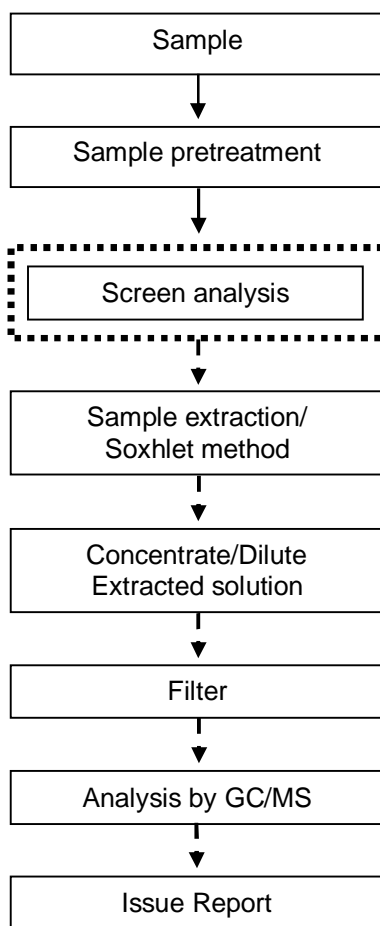 Sample
Sample pretreatment
Screen analysis
Sample extraction/
Soxhlet method
Concentrate/Dilute
Extracted solution
Filter
Analysis by GC/MS
Issue Report